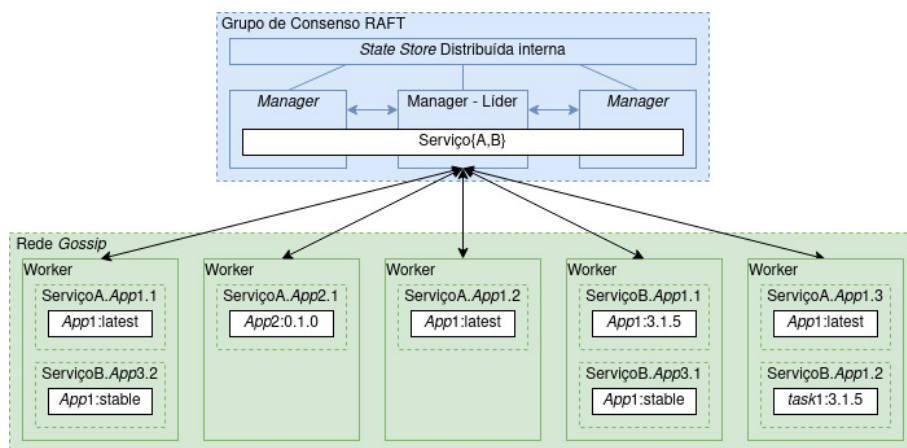 Grupo de Consenso RAFT
State Store Distribuída interna
Manager
Manager - Líder
Manager
Serviço{A,B}
Rede Gossip
Worker
ServiçoA.App1.1
App1:latest
ServiçoB.App3.2
App1:stable
Worker
ServiçoA.App2.1
App2:0.1.0
Worker
ServiçoA.App1.2
App1:latest
Worker
ServiçoB.App1.1
App1:3.1.5
ServiçoB.App3.1
App1:stable
Worker
ServiçoA.App1.3
App1:latest
ServiçoB.App1.2
task1:3.1.5